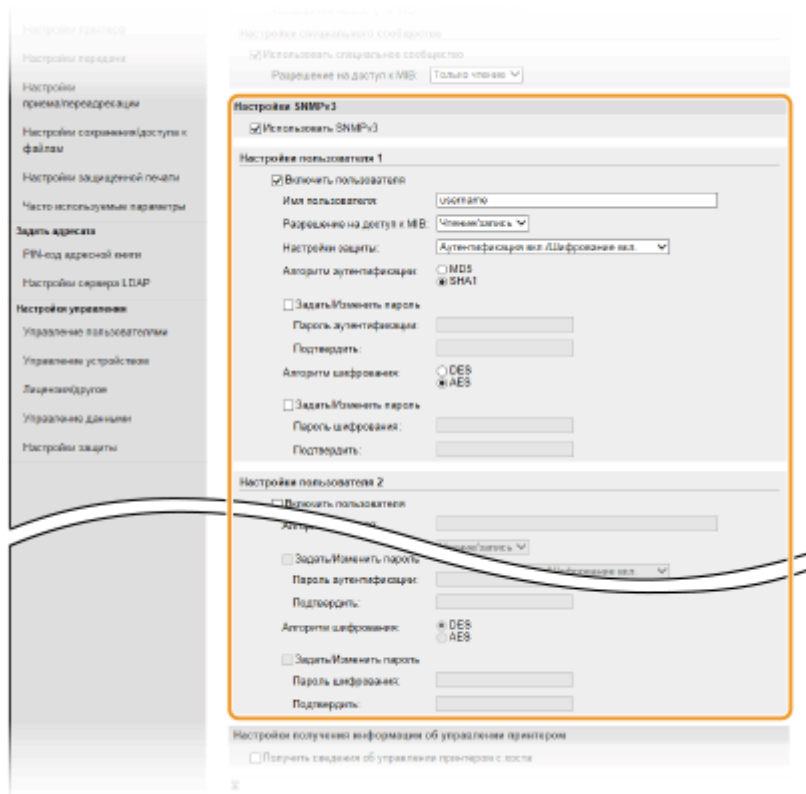 Настройки принтера
Настройки передачи
Настройки
приема/переадресации
Настройки сохранения/доступа к
файлам
Настройки защищенной печати
Часто используемые параметры
Задать адресата
PIN-код адресной книги
Настройки сервера LDAP
Настройки управления
Управление пользователями
Управление устройством
Лицензия/другое
Управление данными
Настройки защиты
Настройки специального сообщества
Использовать специальное сообщество
Разрешение на доступ к MIB: Только чтение
Настройки SNMPv3
Использовать SNMPv3
Настройки пользователя 1
Включить пользователя
Имя пользователя: username
Разрешение на доступ к MIB: Чтение/запись
Настройки защиты: Аутентификация вкл./Шифрование вкл.
Алгоритм аутентификации: MD5
SHA1
Задать/Изменить пароль
Пароль аутентификации:
Подтвердить:
Алгоритм шифрования: DES
AES
Задать/Изменить пароль
Пароль шифрования:
Подтвердить:
Настройки пользователя 2
Включить пользователя
Задать/Изменить пароль
Пароль аутентификации:
Подтвердить:
Алгоритм шифрования: DES
AES
Задать/Изменить пароль
Пароль шифрования:
Подтвердить:
Настройки получения информации об управлении принтером
Получить сведения об управлении принтером с хоста